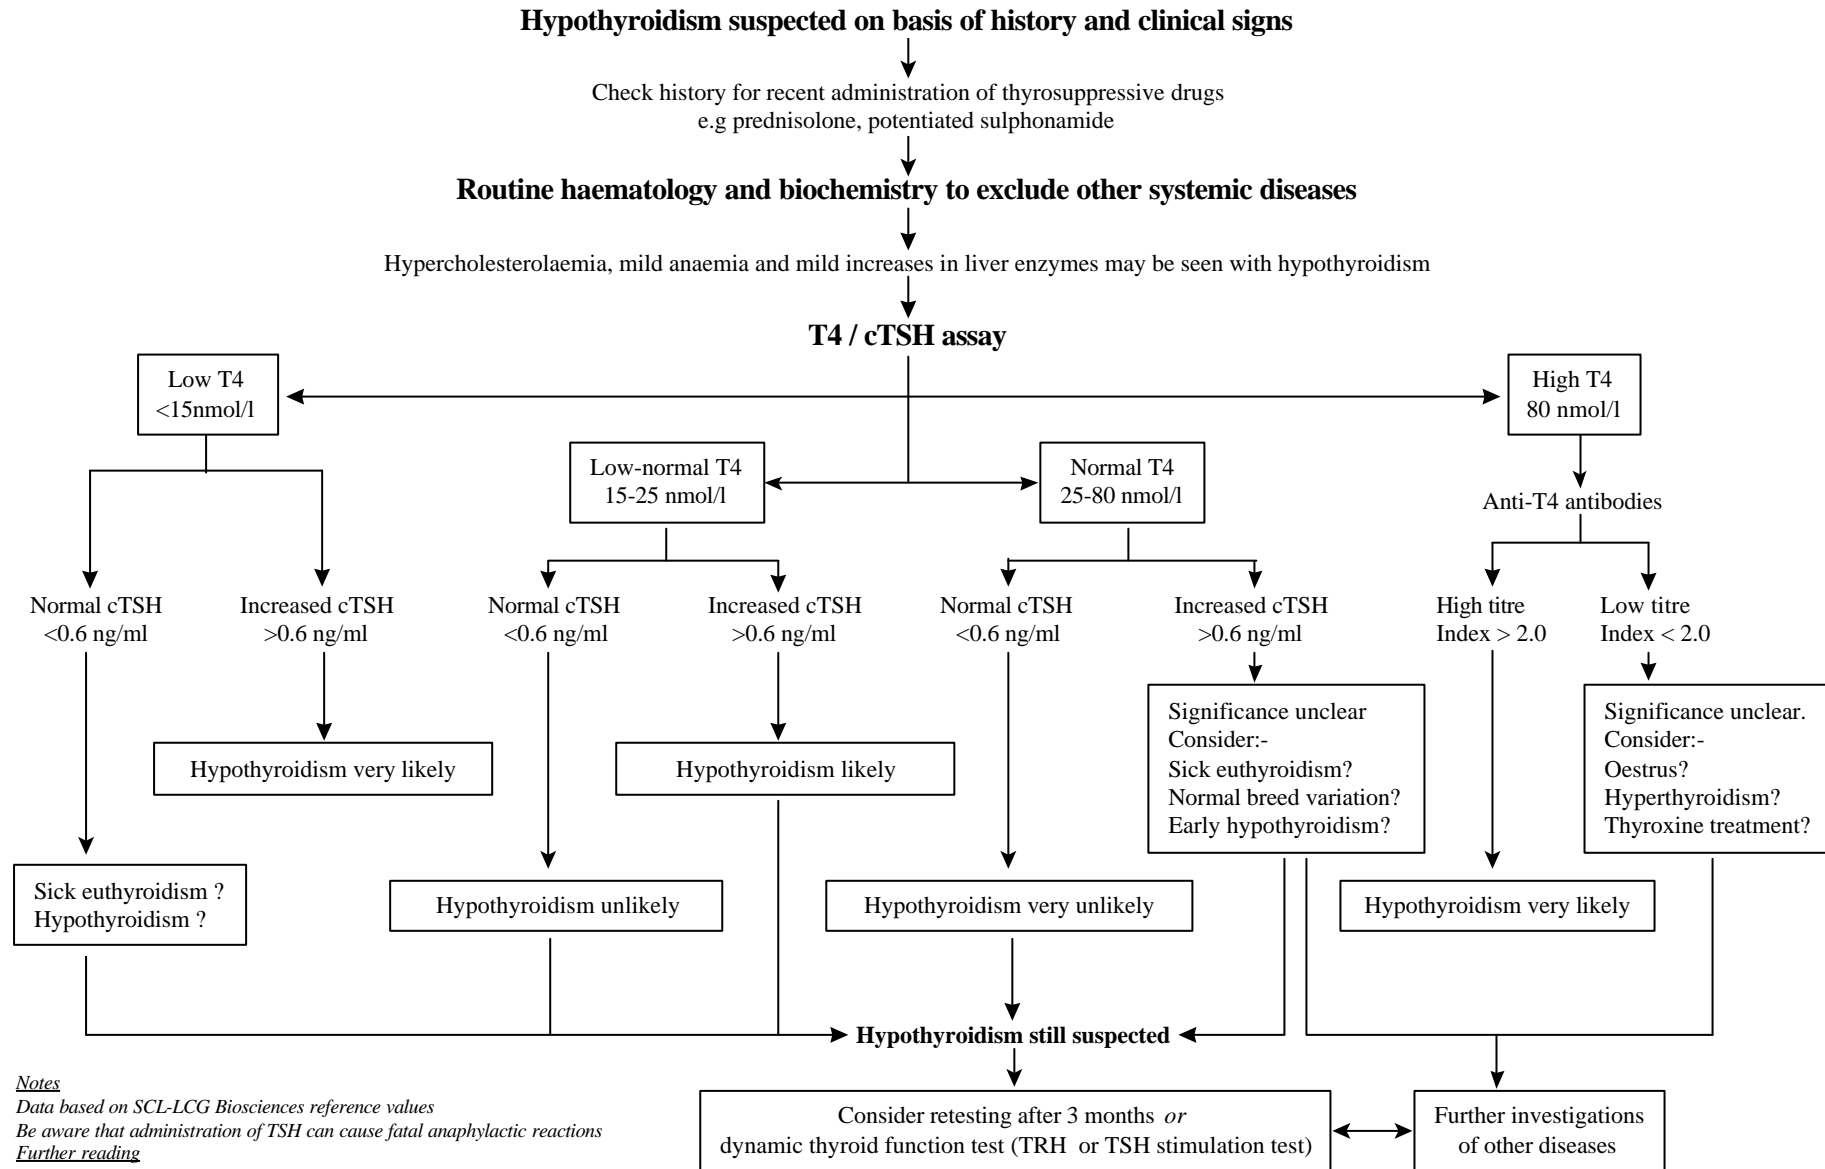 Hypothyroidism suspected on basis of history and clinical signs
Check history for recent administration of thyrosuppressive drugs
e.g prednisolone, potentiated sulphonamide
Routine haematology and biochemistry to exclude other systemic diseases
Hypercholesterolaemia, mild anaemia and mild increases in liver enzymes may be seen with hypothyroidism
T4 / cTSH assay
Low T4
<15nmol/l
High T4
80 nmol/l
Low-normal T4
15-25 nmol/l
Normal T4
25-80 nmol/l
Anti-T4 antibodies
Normal cTSH
<0.6 ng/ml
Increased cTSH
>0.6 ng/ml
Normal cTSH
<0.6 ng/ml
Increased cTSH
>0.6 ng/ml
Normal cTSH
<0.6 ng/ml
Increased cTSH
>0.6 ng/ml
High titre
Index > 2.0
Low titre
Index < 2.0
Hypothyroidism very likely
Hypothyroidism likely
Significance unclear
Consider:-
Sick euthyroidism?
Normal breed variation?
Early hypothyroidism?
Significance unclear.
Consider:-
Oestrus?
Hyperthyroidism?
Thyroxine treatment?
Sick euthyroidism ?
Hypothyroidism ?
Hypothyroidism unlikely
Hypothyroidism very unlikely
Hypothyroidism very likely
Hypothyroidism still suspected
Consider retesting after 3 months or
dynamic thyroid function test (TRH or TSH stimulation test)
Further investigations
of other diseases
Notes
Data based on SCL-LCG Biosciences reference values
Be aware that administration of TSH can cause fatal anaphylactic reactions
Further reading